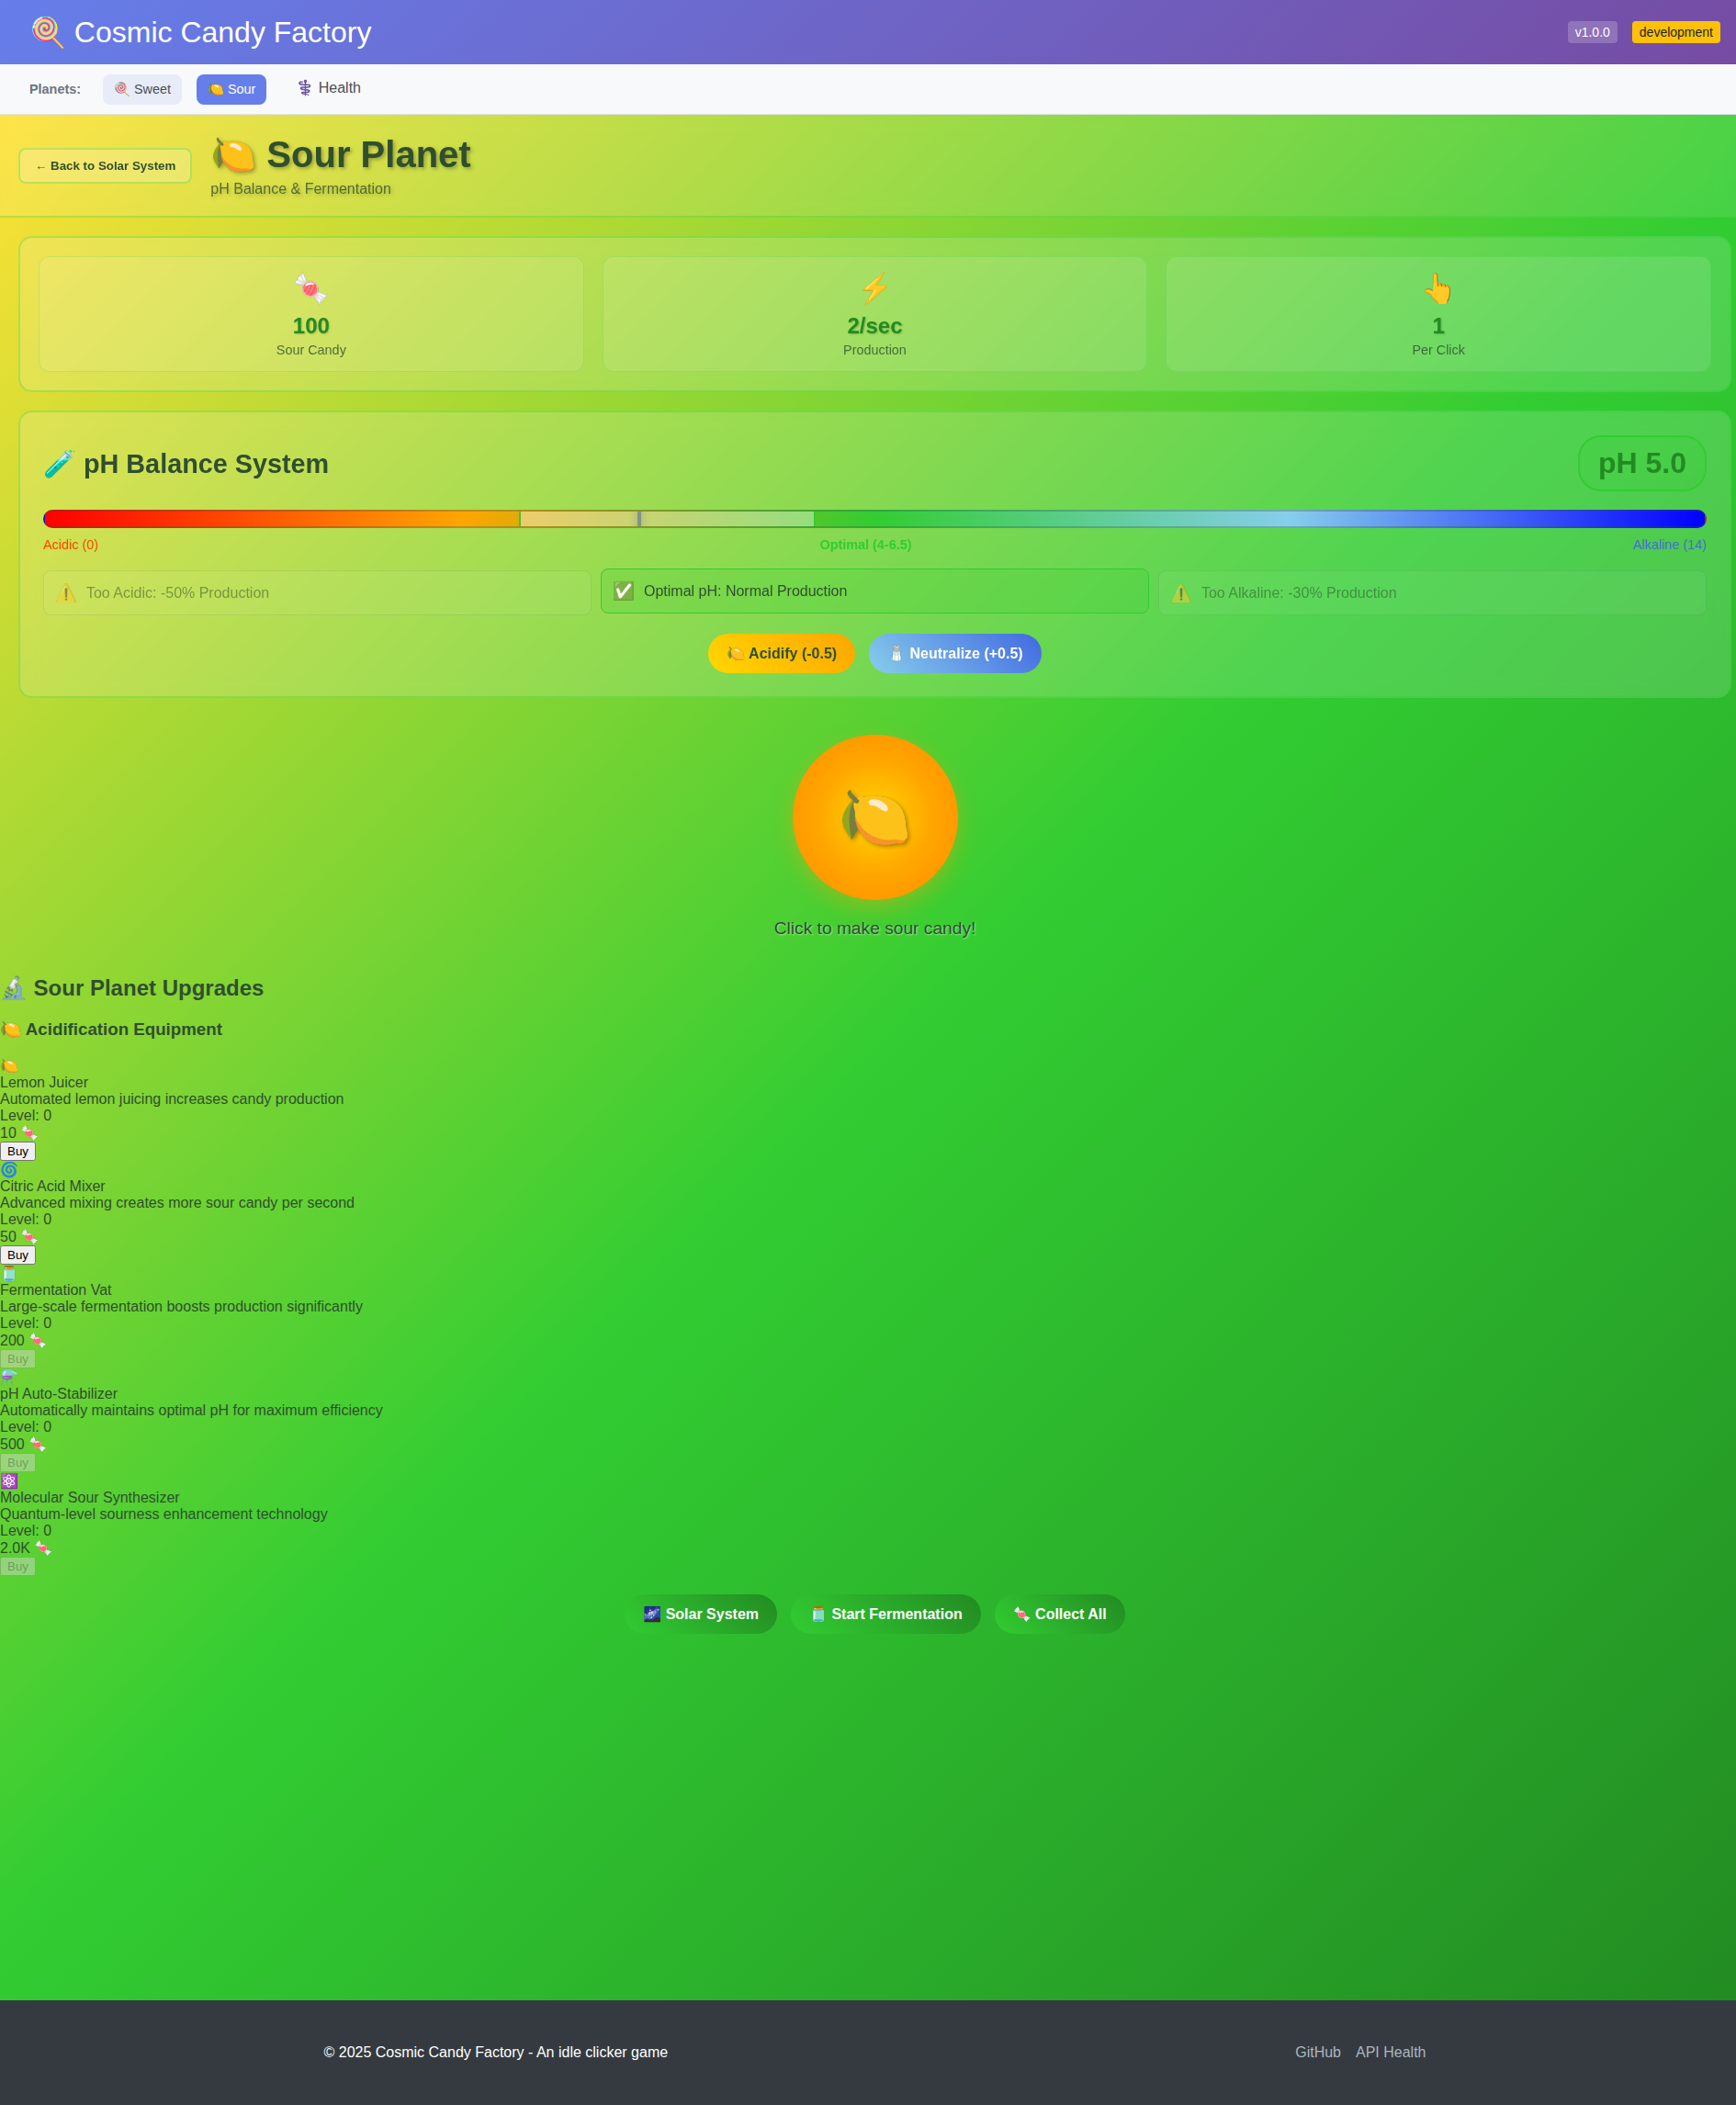 🍭 Cosmic Candy Factory
v1.0.0
development
Planets:
🍭 Sweet
🍋 Sour
⚕️ Health
← Back to Solar System
🍋 Sour Planet
pH Balance & Fermentation
100
Sour Candy
2/sec
Production
1
Per Click
🧪 pH Balance System
pH 5.0
Acidic (0)
Optimal (4-6.5)
Alkaline (14)
⚠️ Too Acidic: -50% Production
✅ Optimal pH: Normal Production
⚠️ Too Alkaline: -30% Production
🍋 Acidify (-0.5)
🧂 Neutralize (+0.5)
Click to make sour candy!
🔬 Sour Planet Upgrades
🍋 Acidification Equipment
🍋
Lemon Juicer
Automated lemon juicing increases candy production
Level: 0
10 🍬
Buy
🌀
Citric Acid Mixer
Advanced mixing creates more sour candy per second
Level: 0
50 🍬
Buy
🫙
Fermentation Vat
Large-scale fermentation boosts production significantly
Level: 0
200 🍬
Buy
⚗️
pH Auto-Stabilizer
Automatically maintains optimal pH for maximum efficiency
Level: 0
500 🍬
Buy
⚛️
Molecular Sour Synthesizer
Quantum-level sourness enhancement technology
Level: 0
2.0K 🍬
Buy
🌌 Solar System
🫙 Start Fermentation
🍬 Collect All
© 2025 Cosmic Candy Factory - An idle clicker game
GitHub
API Health